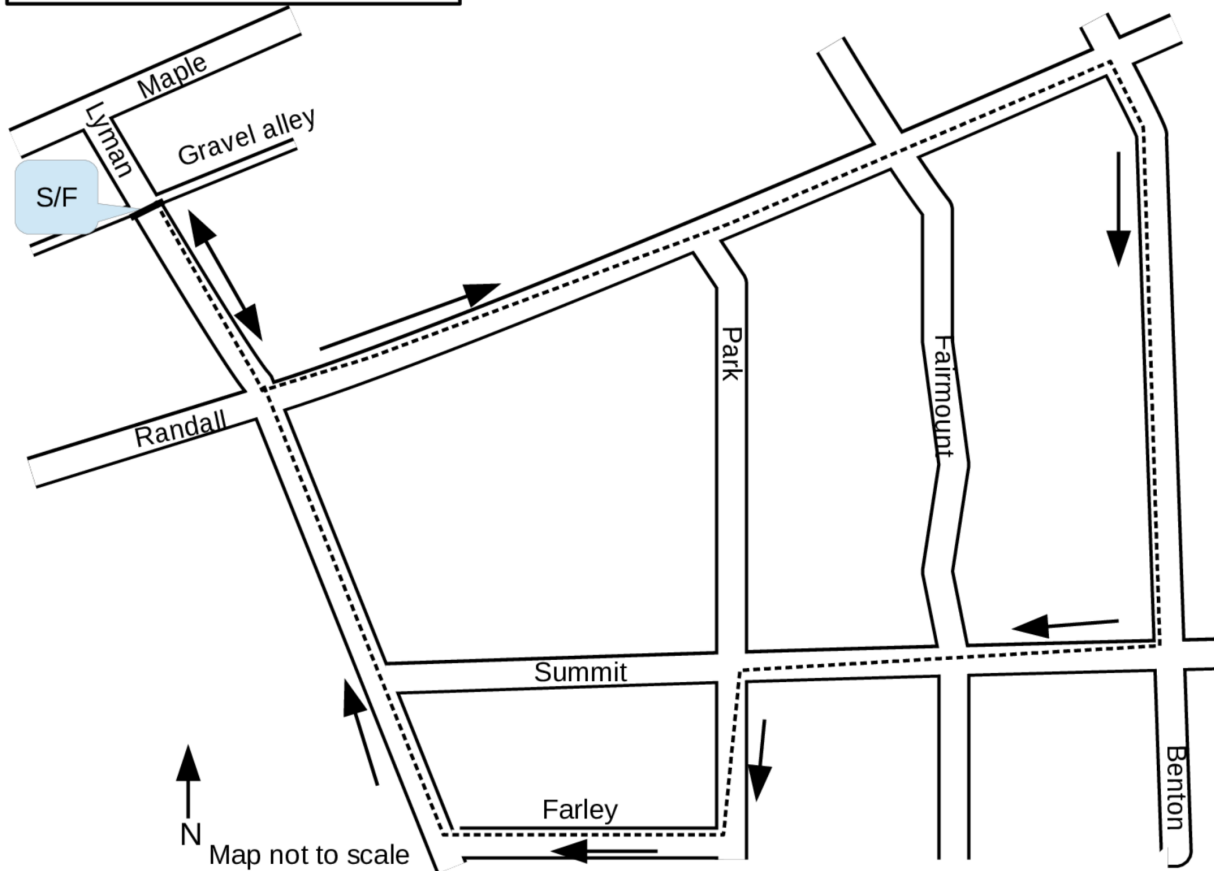 Maple
Lyman
Gravel alley
S/F
Park
Fairmount
Randall
Summit
Benton
Farley
N
Map not to scale